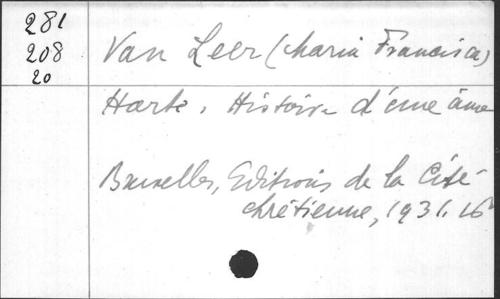 281
208
20
Van Leer (Maria Francisca)
Harte. Histoire d'une âme
Bruxelles, Editions de la Cité
chrétienne, 1931. 16